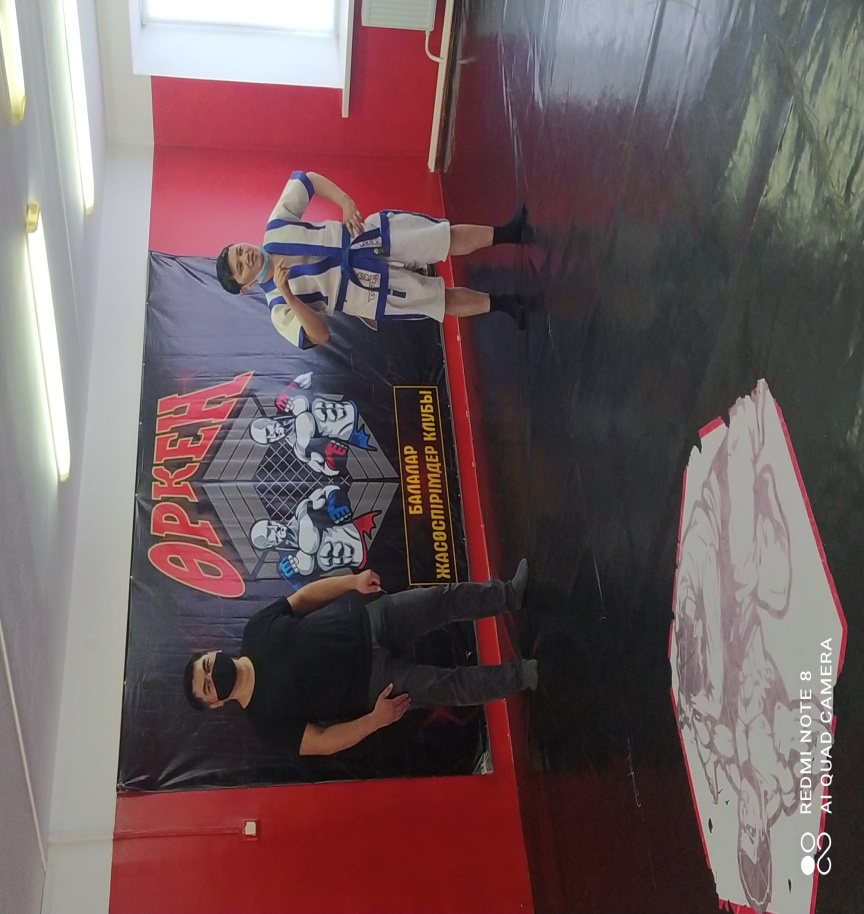 ӨРКЕН
БАЛАЛАР
ЖАСӨСПІРІМДЕР КЛУБЫ
REDMI NOTE 8
AI QUAD CAMERA